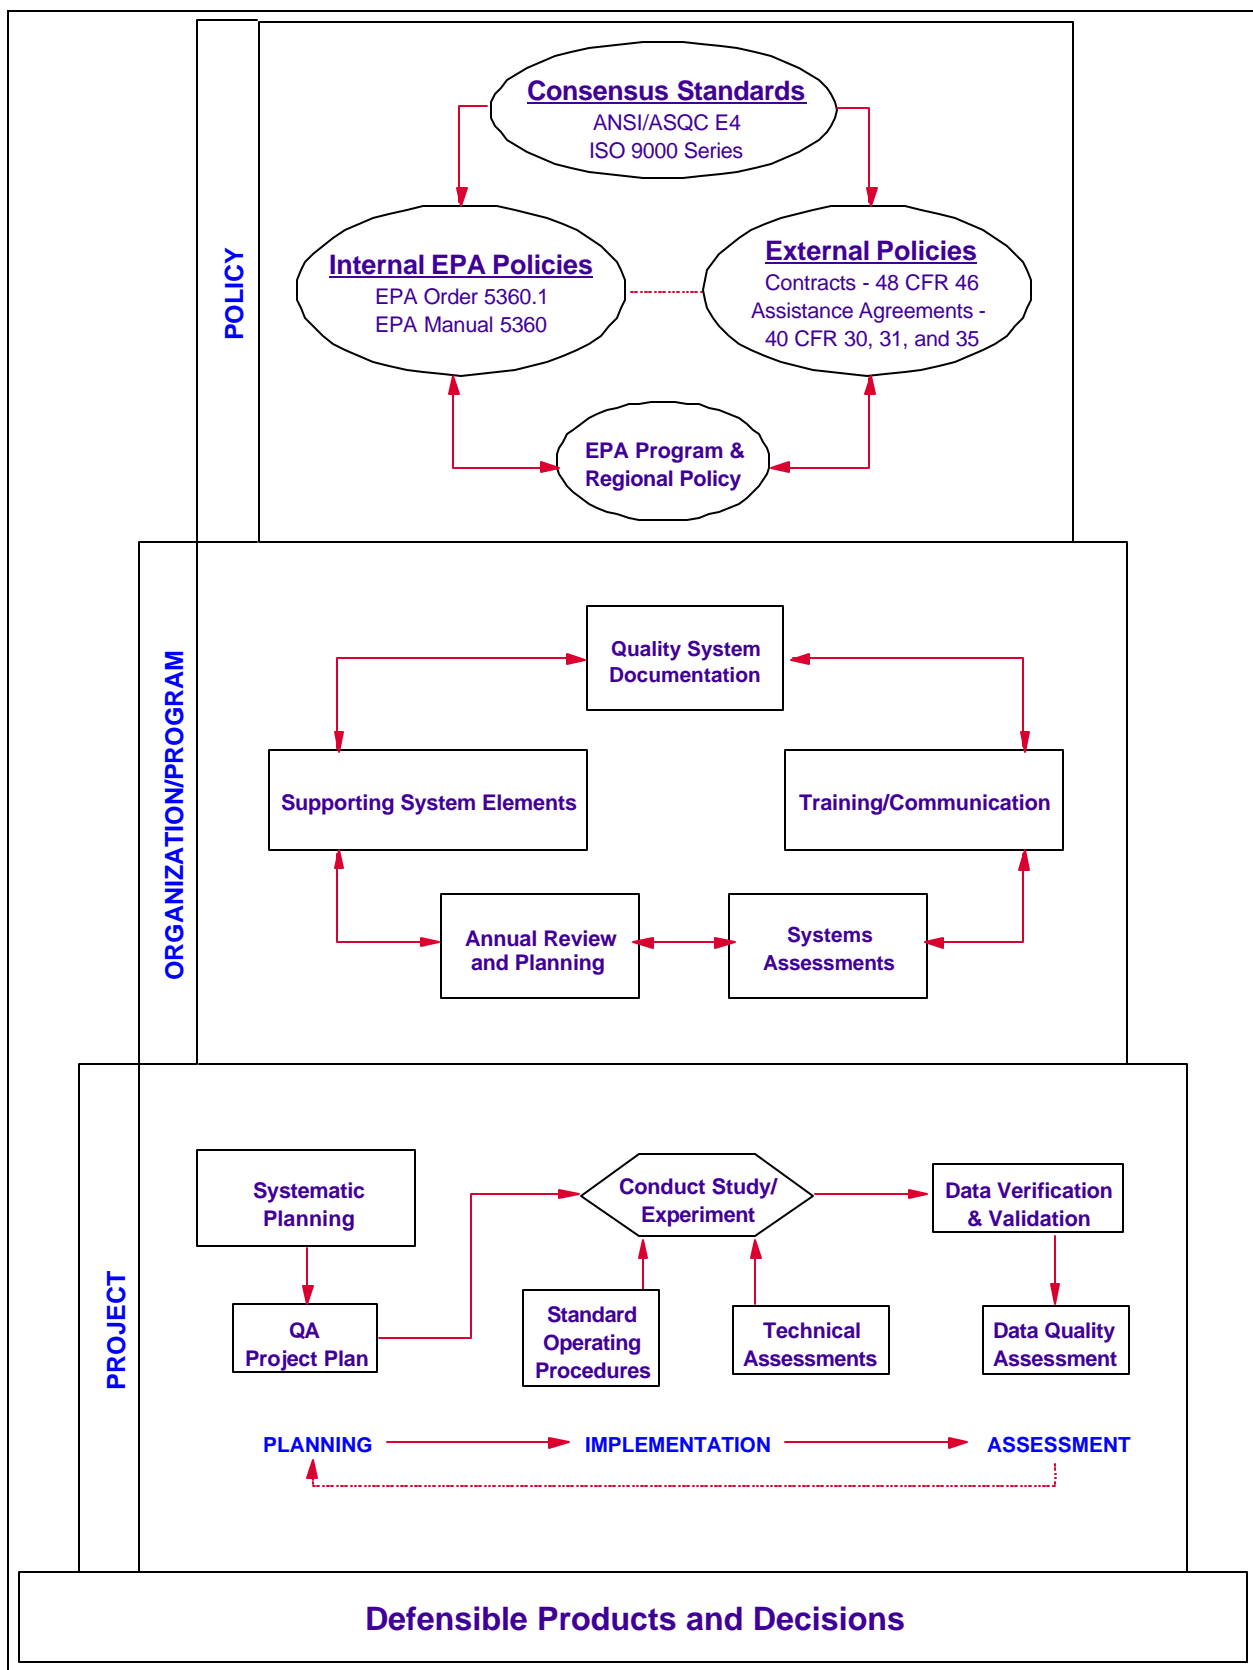 POLICY
Consensus Standards
ANSI/ASQC E4
ISO 9000 Series
Internal EPA Policies
EPA Order 5360.1
EPA Manual 5360
External Policies
Contracts - 48 CFR 46
Assistance Agreements -
40 CFR 30, 31, and 35
EPA Program &
Regional Policy
ORGANIZATION/PROGRAM
Quality System
Documentation
Supporting System Elements
Training/Communication
Annual Review
and Planning
Systems
Assessments
PROJECT
Systematic
Planning
Conduct Study/
Experiment
Data Verification
& Validation
QA
Project Plan
Standard
Operating
Procedures
Technical
Assessments
Data Quality
Assessment
PLANNING
IMPLEMENTATION
ASSESSMENT
Defensible Products and Decisions